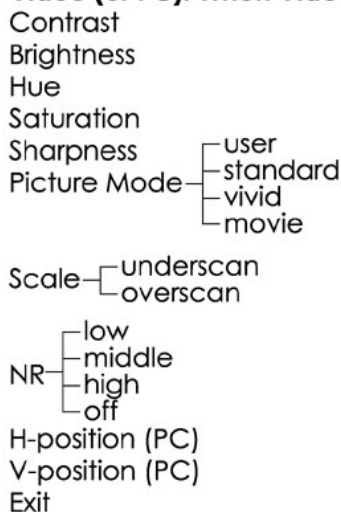 Contrast
Brightness
Hue
Saturation
Sharpness
Picture Mode
user
standard
vivid
movie
Scale
underscan
overscan
NR
low
middle
high
off
H-position (PC)
V-position (PC)
Exit